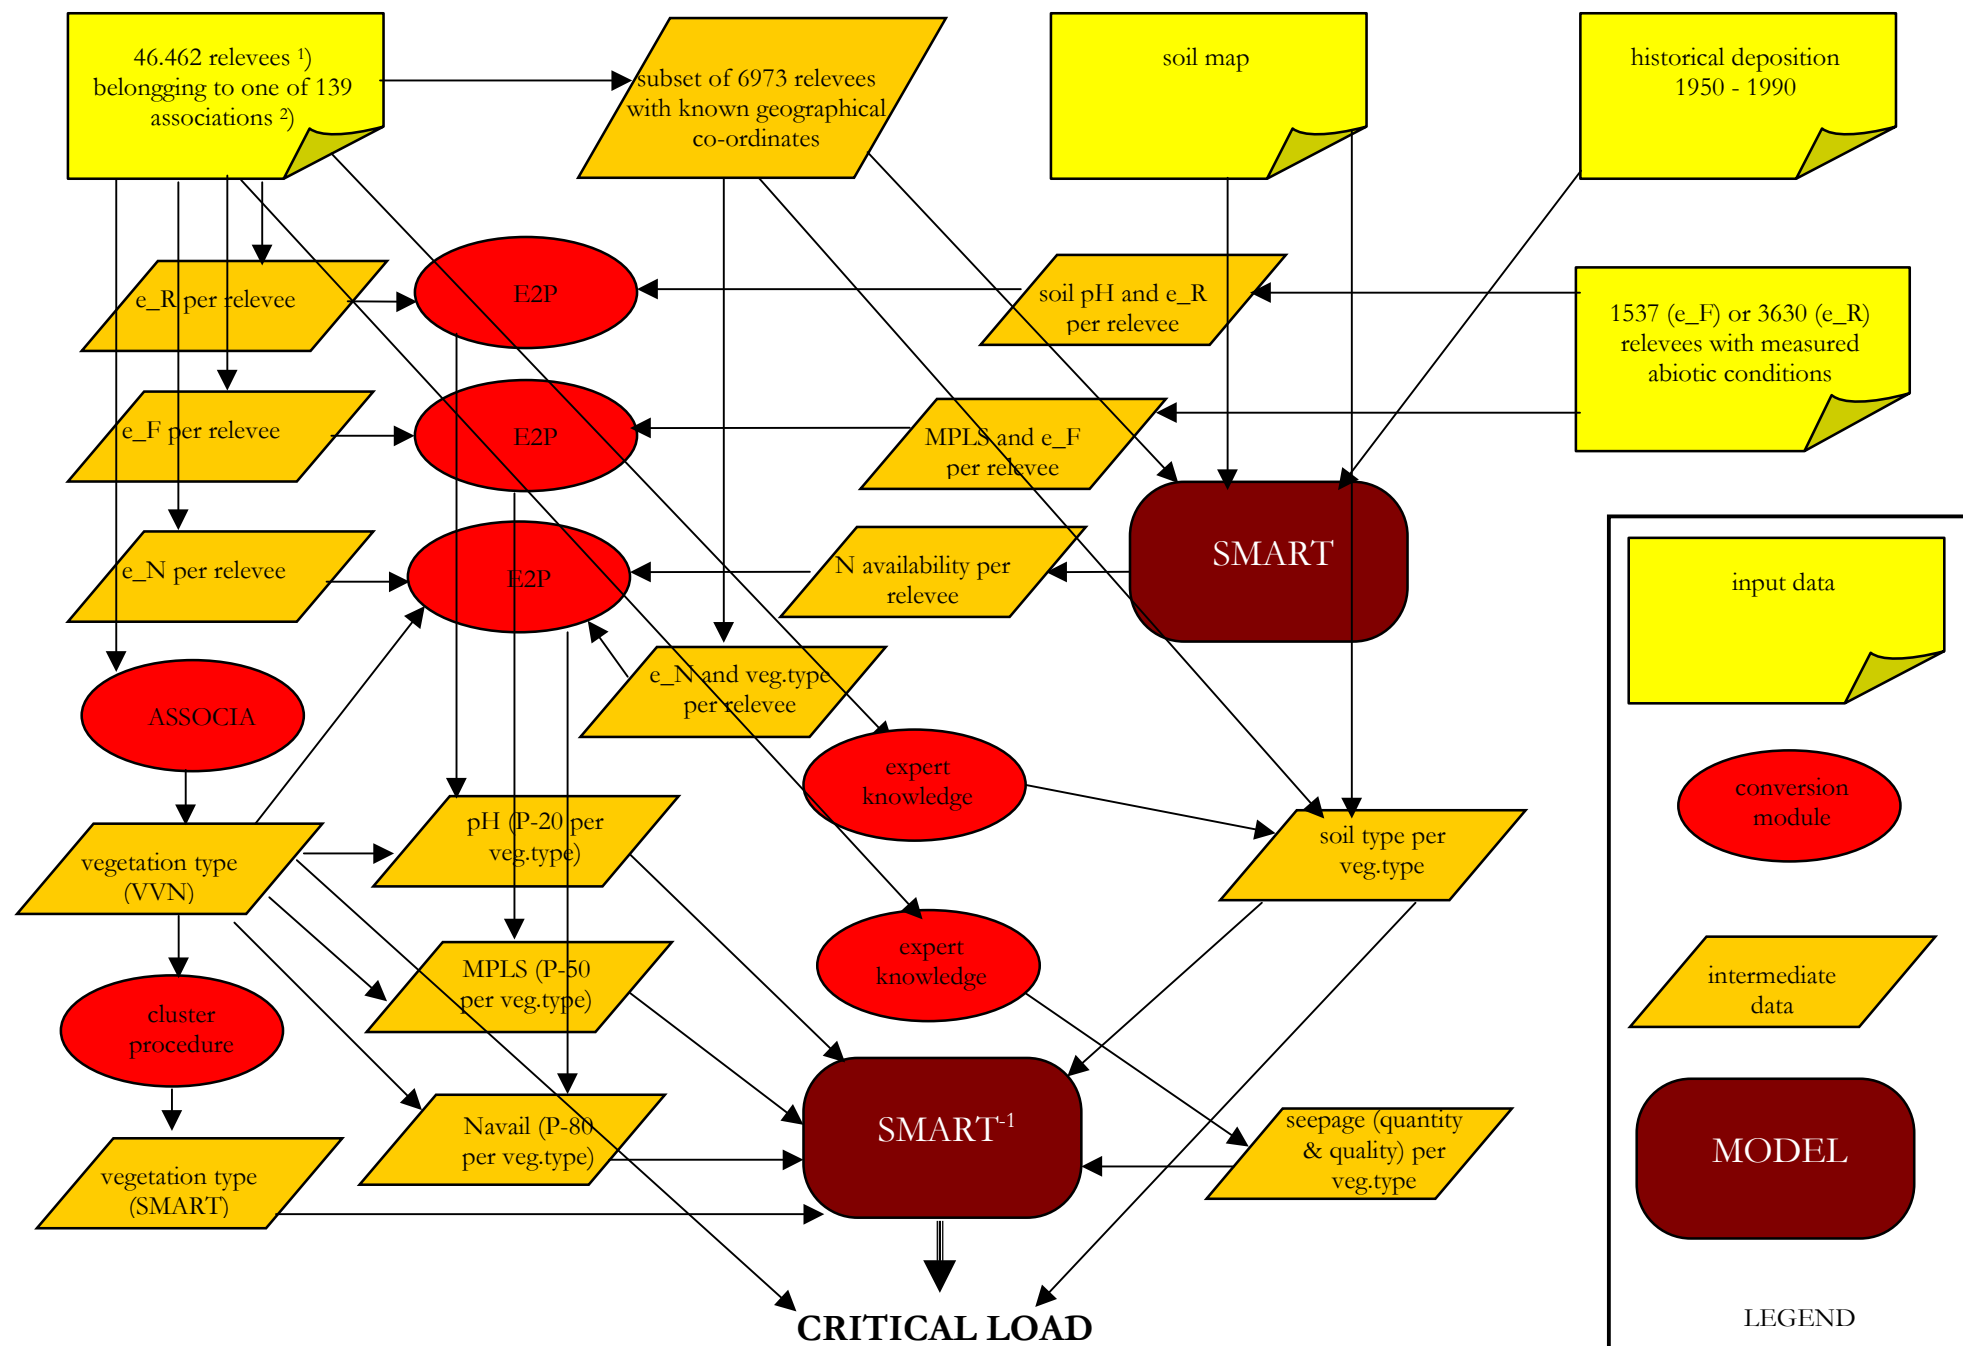 46.462 relevees ¹)
belongging to one of 139
associations ²)
subset of 6973 relevees
with known geographical
co-ordinates
soil map
historical deposition
1950 - 1990
e_R per relevee
E2P
soil pH and e_R
per relevee
1537 (e_F) or 3630 (e_R)
relevees with measured
abiotic conditions
e_F per relevee
E2P
MPLS and e_F
per relevee
e_N per relevee
E2P
N availability per
relevee
SMART
input data
ASSOCIA
e_N and veg.type
per relevee
expert
knowledge
conversion
module
vegetation type
(VVN)
pH (P-20 per
veg.type)
soil type per
veg.type
MPLS (P-50
per veg.type)
expert
knowledge
intermediate
data
cluster
procedure
Navail (P-80
per veg.type)
SMART⁻¹
seepage (quantity
& quality) per
veg.type
MODEL
vegetation type
(SMART)
CRITICAL LOAD
LEGEND